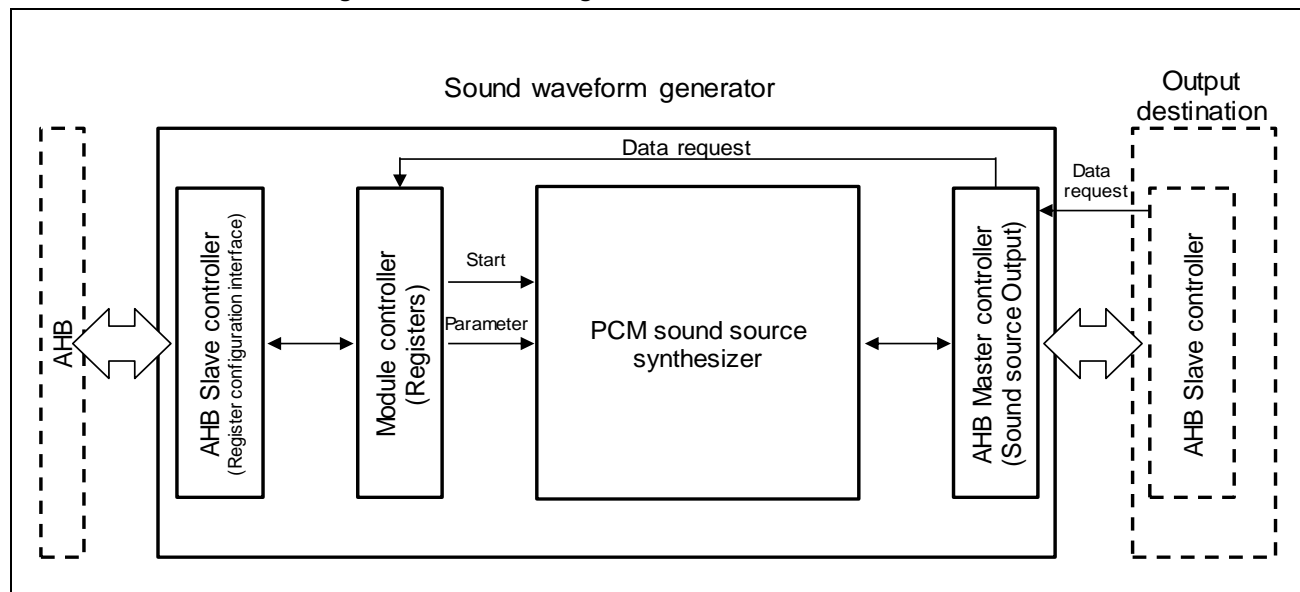 Sound waveform generator
Output
destination
Data request
Data
request
AHB
AHB Slave controller
(Register configuration interface)
Module controller
(Registers)
Start
Parameter
PCM sound source
synthesizer
AHB Master controller
(Sound source Output)
AHB Slave controller